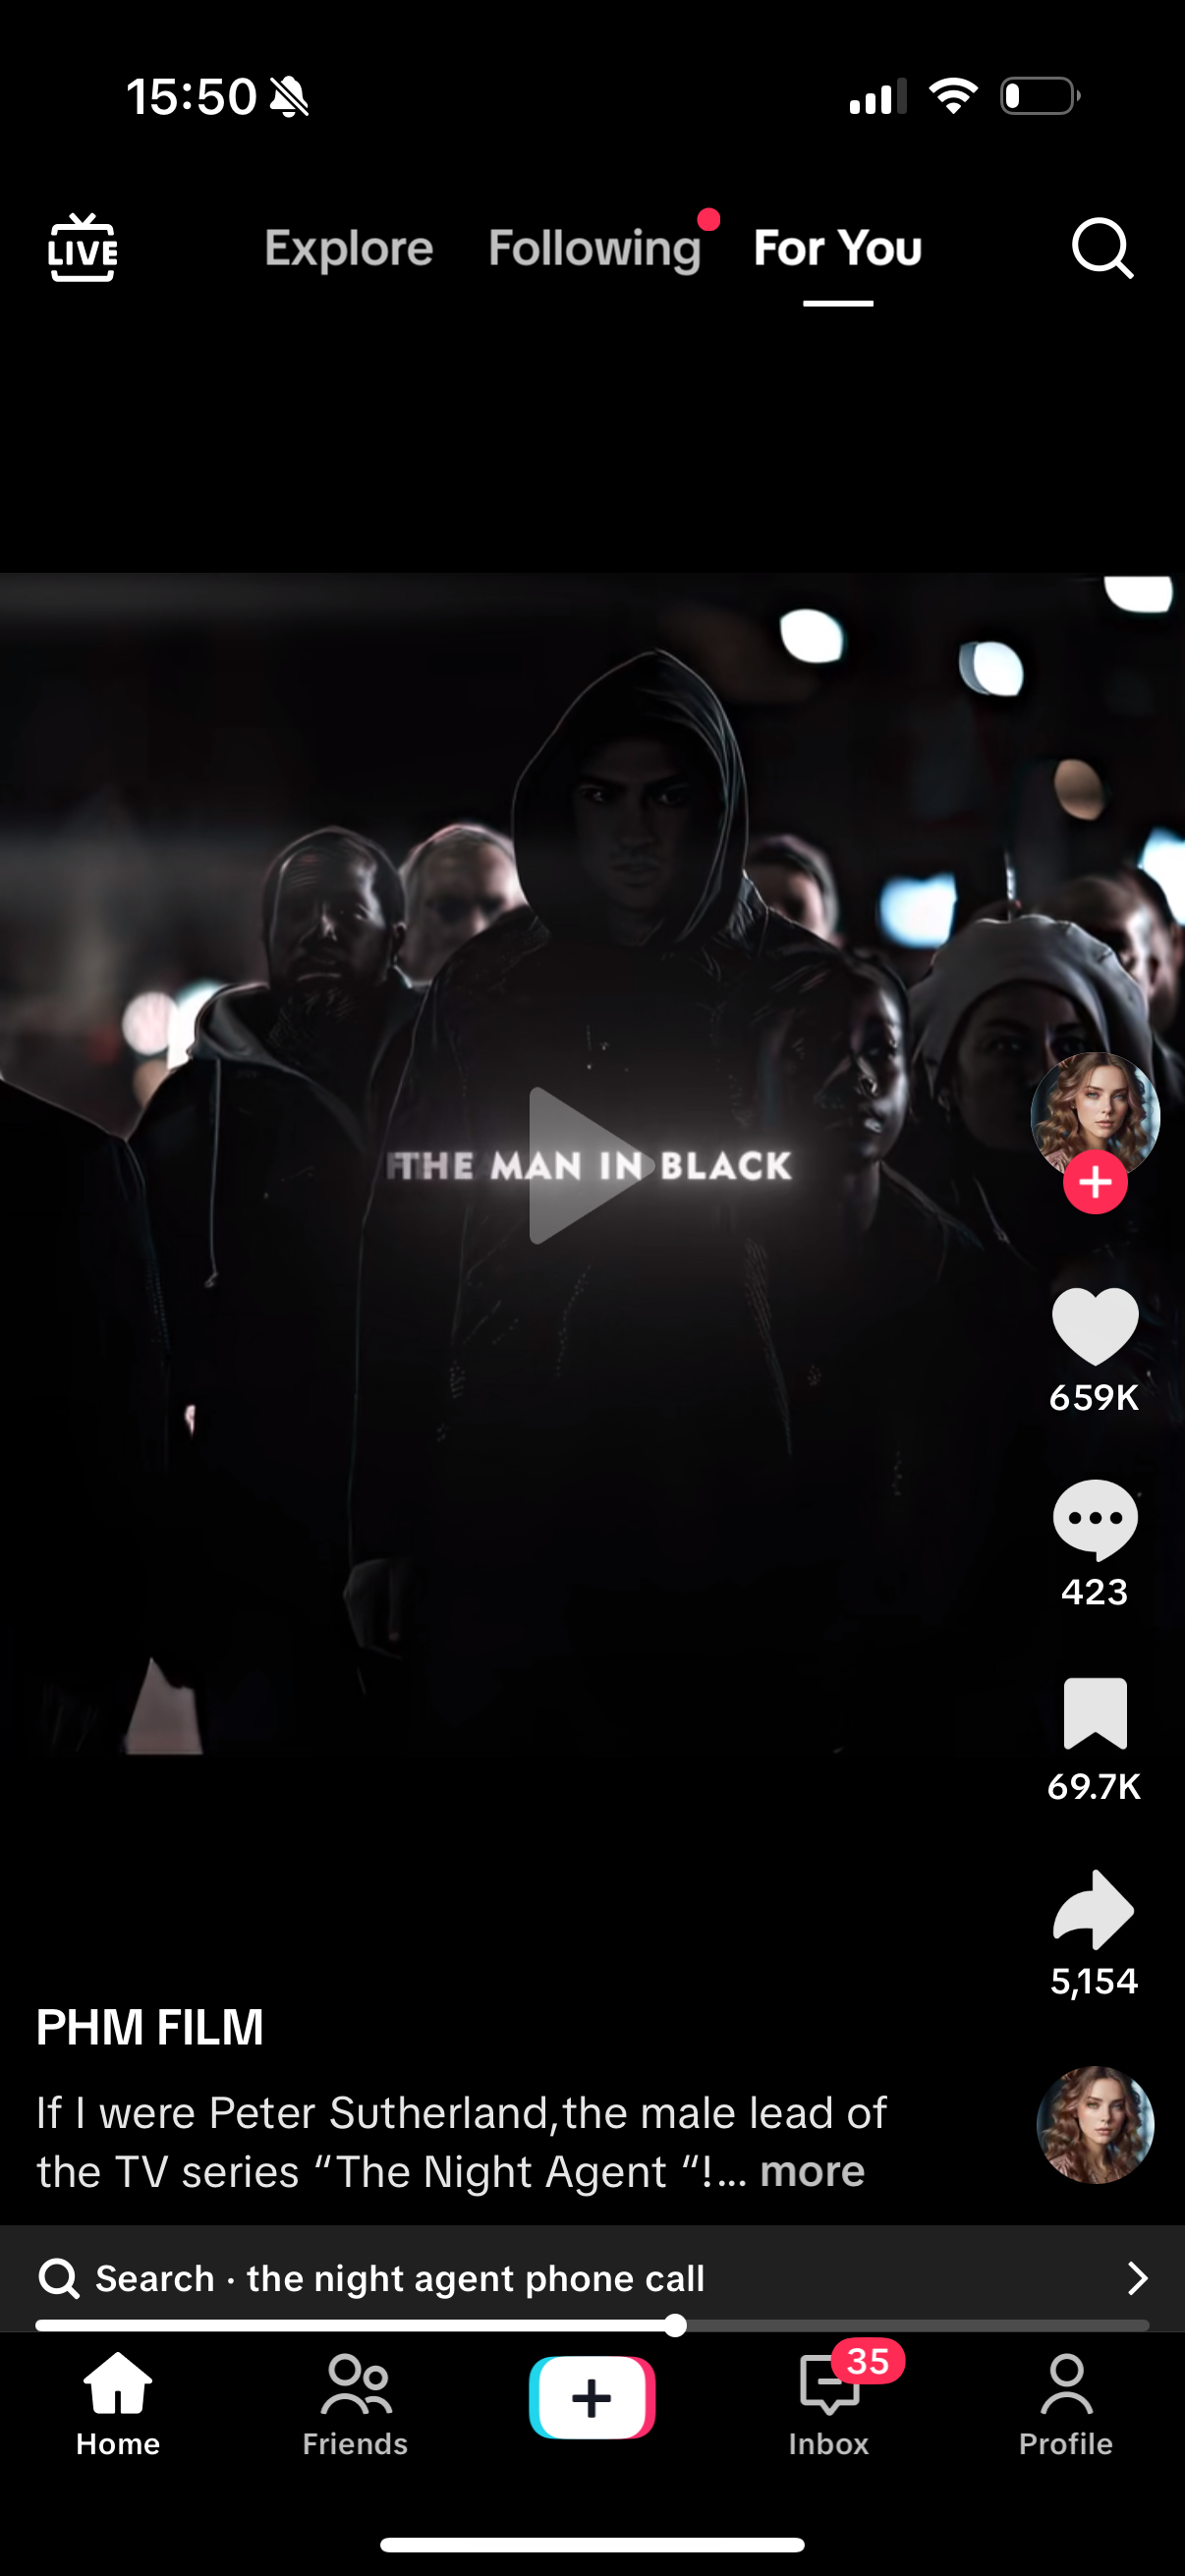 15:50
LIVE
Explore
Following
For You
THE MAN IN BLACK
659K
423
69.7K
5,154
PHM FILM
If I were Peter Sutherland,the male lead of
the TV series “The Night Agent “!... more
Search · the night agent phone call
35
Home
Friends
Inbox
Profile